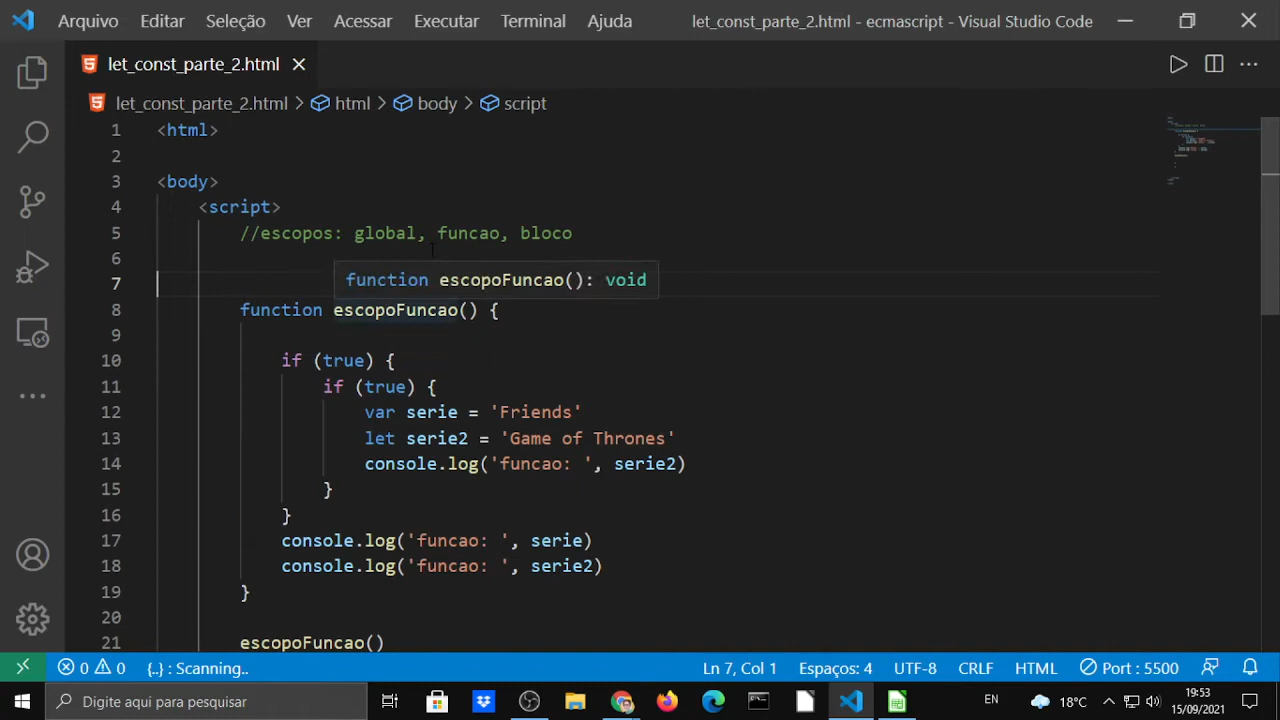 Arquivo Editar Seleção Ver Acessar Executar Terminal Ajuda let_const_parte_2.html - ecmascript - Visual Studio Code
let_const_parte_2.html
let_const_parte_2.html > html > body > script
1 <html>
2
3 <body>
4 <script>
5 //escopos: global, funcao, bloco
6
function escopoFuncao(): void
7
8 function escopoFuncao() {
9
10 if (true) {
11 if (true) {
12 var serie = 'Friends'
13 let serie2 = 'Game of Thrones'
14 console.log('funcao: ', serie2)
15 }
16 }
17 console.log('funcao: ', serie)
18 console.log('funcao: ', serie2)
19 }
20
21 escopoFuncao()
0 0 {..} : Scanning.. Ln 7, Col 1 Espaços: 4 UTF-8 CRLF HTML Port : 5500
Digite aqui para pesquisar EN 18°C 19:53
15/09/2021